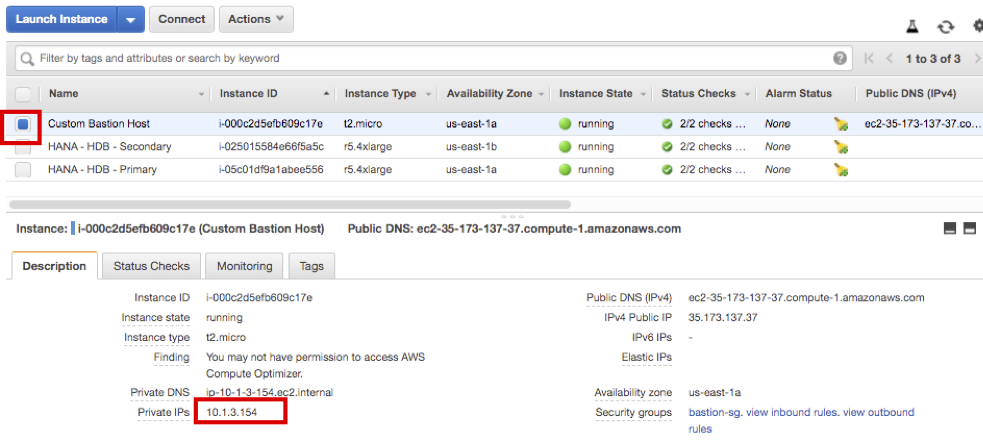 Launch Instance Connect Actions
Filter by tags and attributes or search by keyword 1 to 3 of 3
Name Instance ID Instance Type Availability Zone Instance State Status Checks Alarm Status Public DNS (IPv4)
Custom Bastion Host i-000c2d5efb609c17e t2.micro us-east-1a running 2/2 checks ... None ec2-35-173-137-37.co...
HANA - HDB - Secondary i-025015584e66f5a5c r5.4xlarge us-east-1b running 2/2 checks ... None
HANA - HDB - Primary i-05c01df9a1abee556 r5.4xlarge us-east-1a running 2/2 checks ... None
Instance: i-000c2d5efb609c17e (Custom Bastion Host) Public DNS: ec2-35-173-137-37.compute-1.amazonaws.com
Description Status Checks Monitoring Tags
Instance ID i-000c2d5efb609c17e Public DNS (IPv4) ec2-35-173-137-37.compute-1.amazonaws.com
Instance state running IPv4 Public IP 35.173.137.37
Instance type t2.micro IPv6 IPs -
Finding You may not have permission to access AWS Elastic IPs
Compute Optimizer.
Private DNS ip-10-1-3-154.ec2.internal Availability zone us-east-1a
Private IPs 10.1.3.154 Security groups bastion-sg. view inbound rules. view outbound
rules